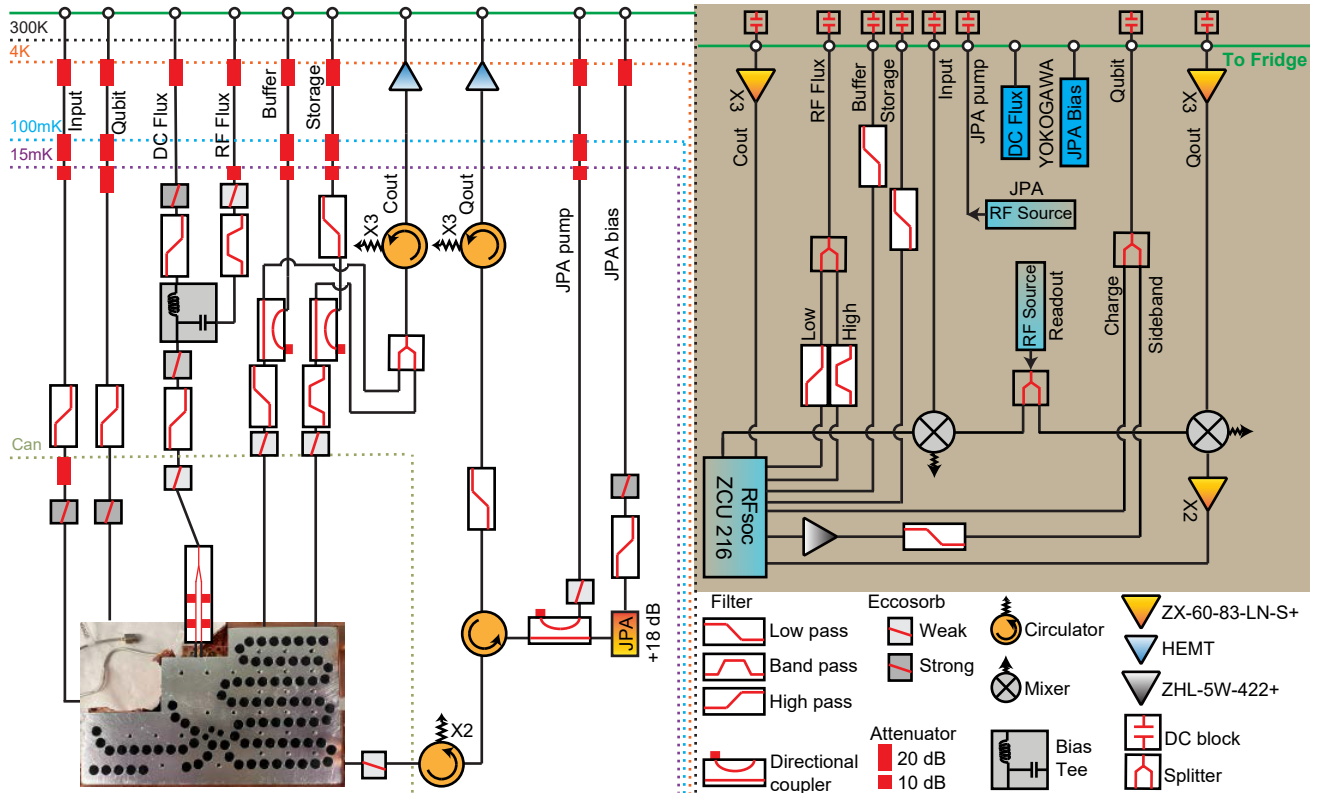 300K
4K
100mK
15mK
Can
Input
Qubit
DC Flux
RF Flux
Buffer
Storage
X3
Cout
X3
Qout
JPA pump
JPA bias
X2
JPA
+18 dB
To Fridge
X3
Cout
RF Flux
Buffer
Storage
Input
JPA pump
DC Flux
YOKOGAWA
JPA Bias
Qubit
X3
Qout
JPA
RF Source
RF Source
Readout
Low
High
Charge
Sideband
RFsoc
ZCU 216
X2
Filter
Low pass
Band pass
High pass
Directional
coupler
Eccosorb
Weak
Strong
Attenuator
20 dB
10 dB
Circulator
Mixer
Bias
Tee
ZX-60-83-LN-S+
HEMT
ZHL-5W-422+
DC block
Splitter